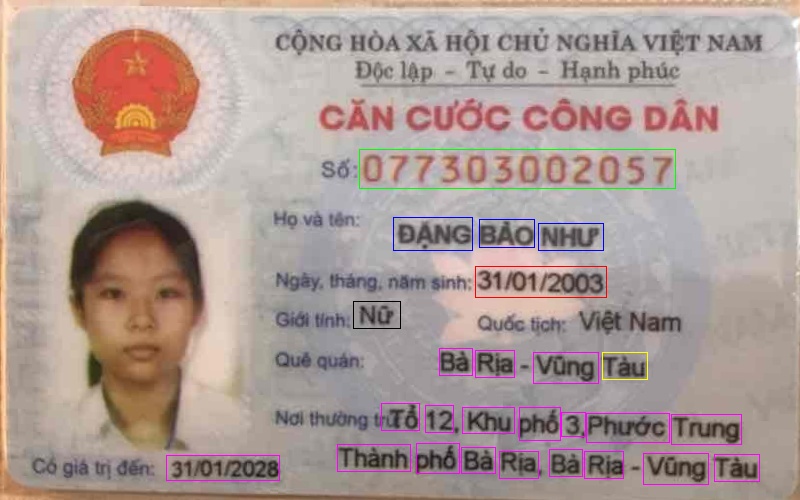 CỘNG HÒA XÃ HỘI CHỦ NGHĨA VIỆT NAM
Độc lập - Tự do - Hạnh phúc
CĂN CƯỚC CÔNG DÂN
Số: 077303002057
Họ và tên: ĐẶNG BẢO NHƯ
Ngày, tháng, năm sinh: 31/01/2003
Giới tính: Nữ Quốc tịch: Việt Nam
Quê quán: Bà Rịa - Vũng Tàu
Nơi thường trú: Tổ 12, Khu phố 3, Phước Trung
Thành phố Bà Rịa, Bà Rịa - Vũng Tàu
Có giá trị đến: 31/01/2028